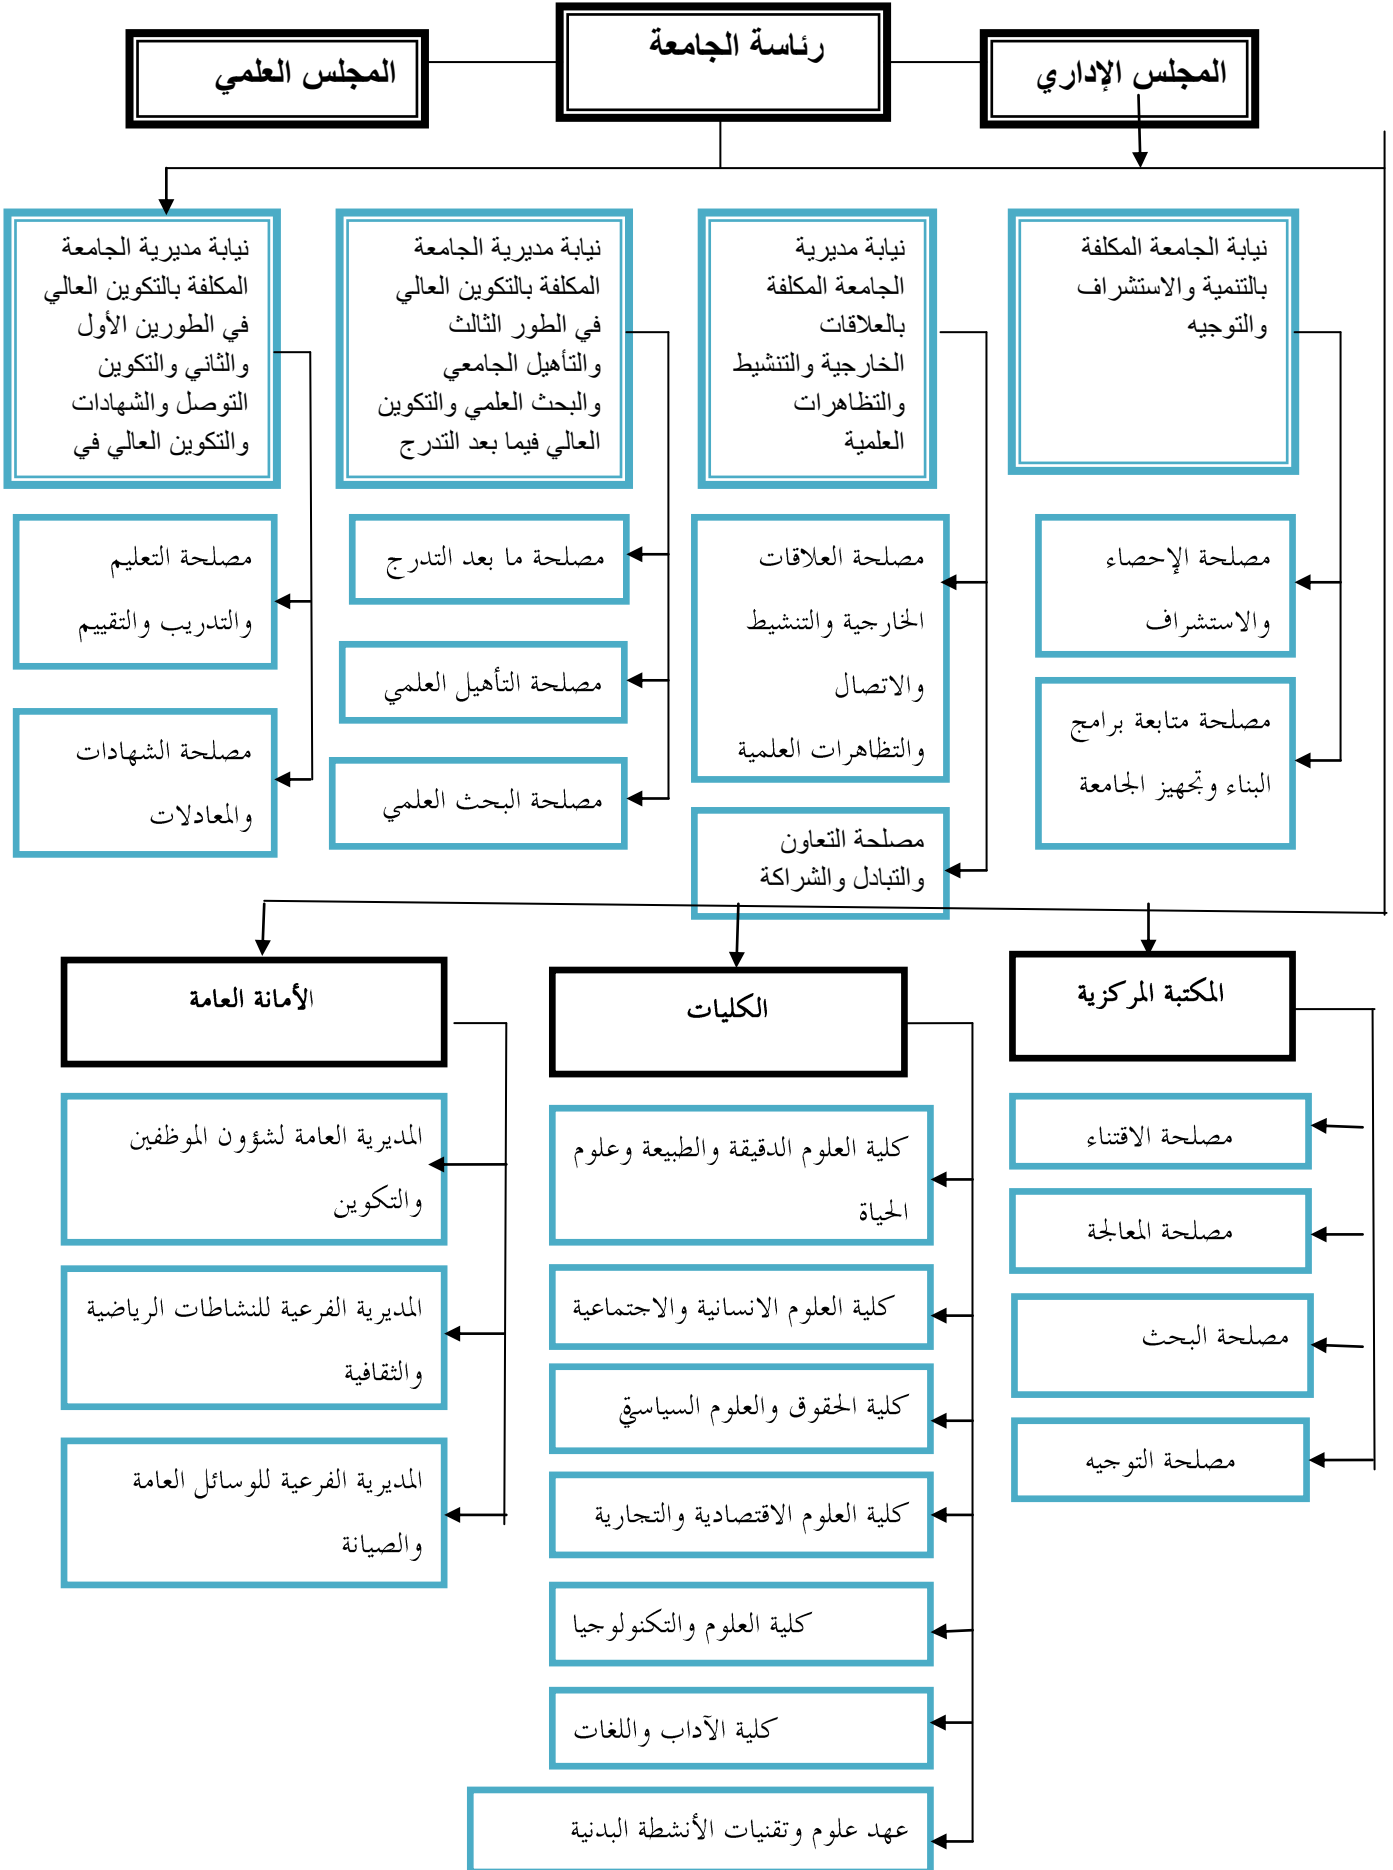 رئاسة الجامعة
المجلس الإداري
المجلس العلمي
نيابة الجامعة المكلفة
بالتنمية والاستشراف
والتوجيه
نيابة مديرية
الجامعة المكلفة
بالعلاقات
الخارجية والتنشيط
والتظاهرات
العلمية
نيابة مديرية الجامعة
المكلفة بالتكوين العالي
في الطور الثالث
والتأهيل الجامعي
والبحث العلمي والتكوين
العالي فيما بعد التدرج
نيابة مديرية الجامعة
المكلفة بالتكوين العالي
في الطورين الأول
والثاني والتكوين
التوصل والشهادات
والتكوين العالي في
مصلحة الإحصاء
والاستشراف
مصلحة متابعة برامج
البناء وتجهيز الجامعة
مصلحة العلاقات
الخارجية والتنشيط
والاتصال
والتظاهرات العلمية
مصلحة التعاون
والتبادل والشراكة
مصلحة ما بعد التدرج
مصلحة التأهيل العلمي
مصلحة البحث العلمي
مصلحة التعليم
والتدريب والتقييم
مصلحة الشهادات
والمعادلات
المكتبة المركزية
مصلحة الاقتناء
مصلحة المعالجة
مصلحة البحث
مصلحة التوجيه
الكليات
كلية العلوم الدقيقة والطبيعة وعلوم
الحياة
كلية العلوم الانسانية والاجتماعية
كلية الحقوق والعلوم السياسية
كلية العلوم الاقتصادية والتجارية
كلية العلوم والتكنولوجيا
كلية الآداب واللغات
عهد علوم وتقنيات الأنشطة البدنية
الأمانة العامة
المديرية العامة لشؤون الموظفين
والتكوين
المديرية الفرعية للنشاطات الرياضية
والثقافية
المديرية الفرعية للوسائل العامة
والصيانة